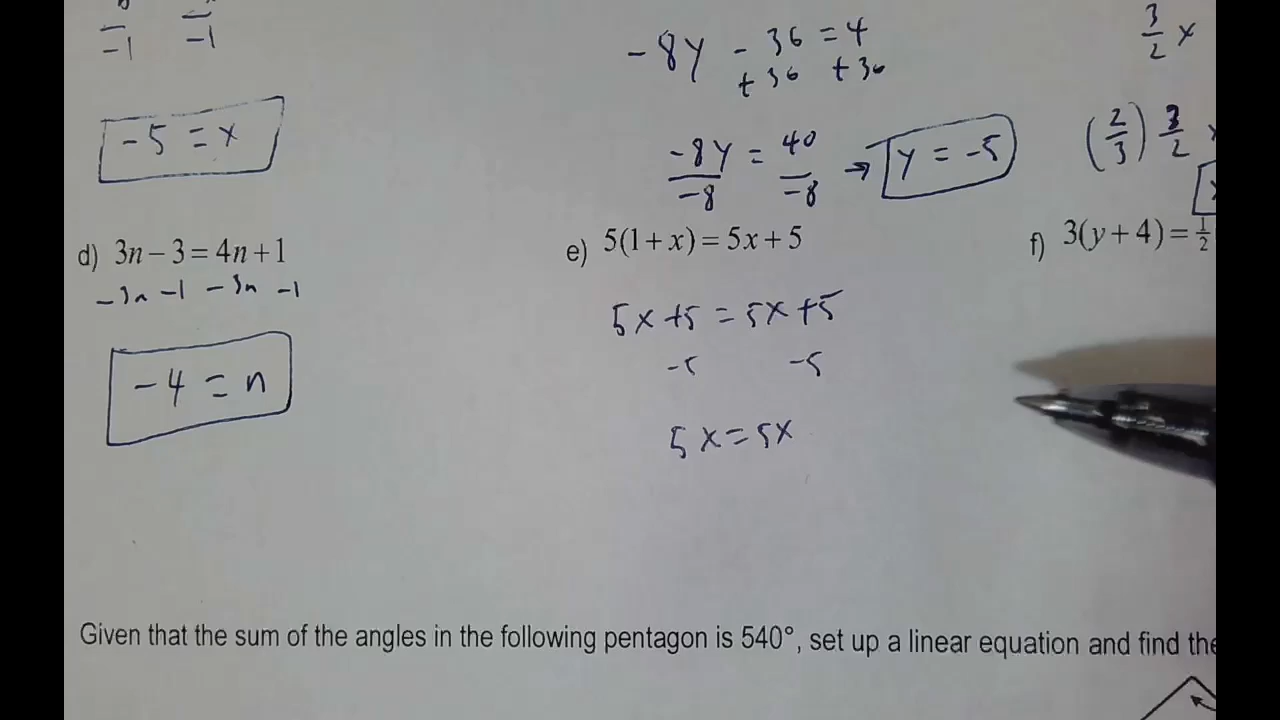 -1 -1
-5 = x
-8y - 36 = 4
+36 +36
-8y/-8 = 40/-8 → y = -5
3/2 x
(2/3) 3/2
d) 3n − 3 = 4n + 1
-3n -1 -3n -1
-4 = n
e) 5(1 + x) = 5x + 5
5x +5 = 5x +5
-5 -5
5x = 5x
f) 3(y + 4) = 1/2
Given that the sum of the angles in the following pentagon is 540°, set up a linear equation and find the